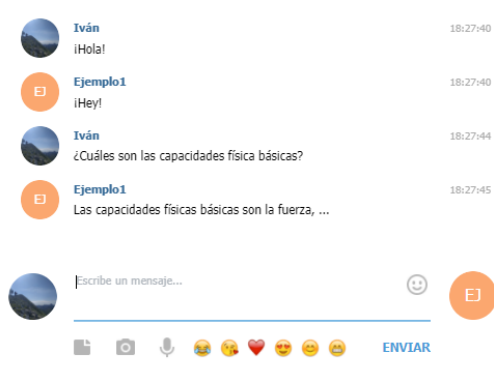 Iván 18:27:40
¡Hola!
EJ
Ejemplo1 18:27:40
¡Hey!
Iván 18:27:44
¿Cuáles son las capacidades física básicas?
EJ
Ejemplo1 18:27:45
Las capacidades físicas básicas son la fuerza, ...
Escribe un mensaje...
EJ
ENVIAR